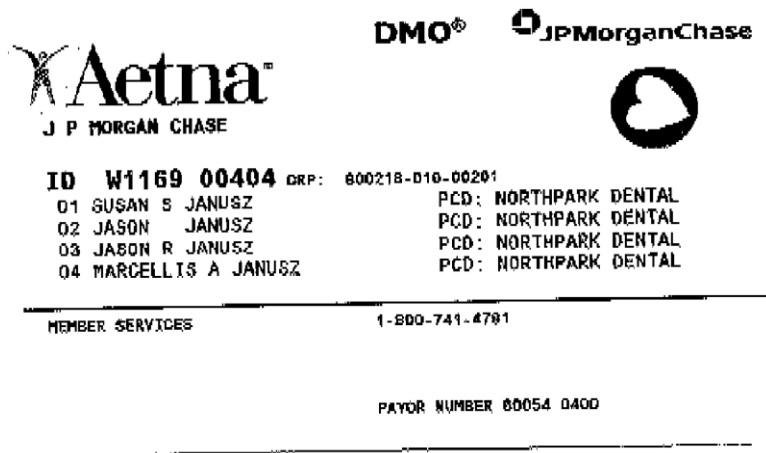 DMO® JPMorganChase
Aetna™
J P MORGAN CHASE
ID W1169 00404 GRP: 800218-010-00201
01 SUSAN S JANUSZ PCD: NORTHPARK DENTAL
02 JASON JANUSZ PCD: NORTHPARK DENTAL
03 JASON R JANUSZ PCD: NORTHPARK DENTAL
04 MARCELLIS A JANUSZ PCD: NORTHPARK DENTAL
MEMBER SERVICES 1-800-741-4781
PAYOR NUMBER 60054 0400